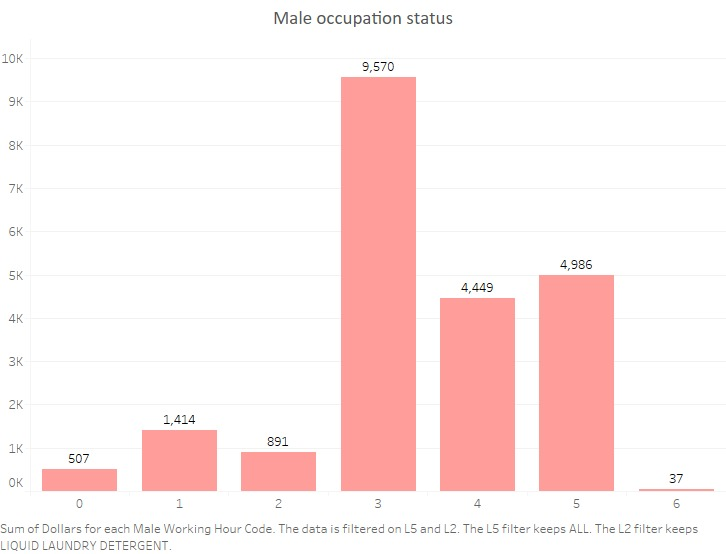 Male occupation status
10K
9K
8K
7K
6K
5K
4K
3K
2K
1K
0K
507
1,414
891
9,570
4,449
4,986
37
0 1 2 3 4 5 6
Sum of Dollars for each Male Working Hour Code. The data is filtered on L5 and L2. The L5 filter keeps ALL. The L2 filter keeps
LIQUID LAUNDRY DETERGENT.